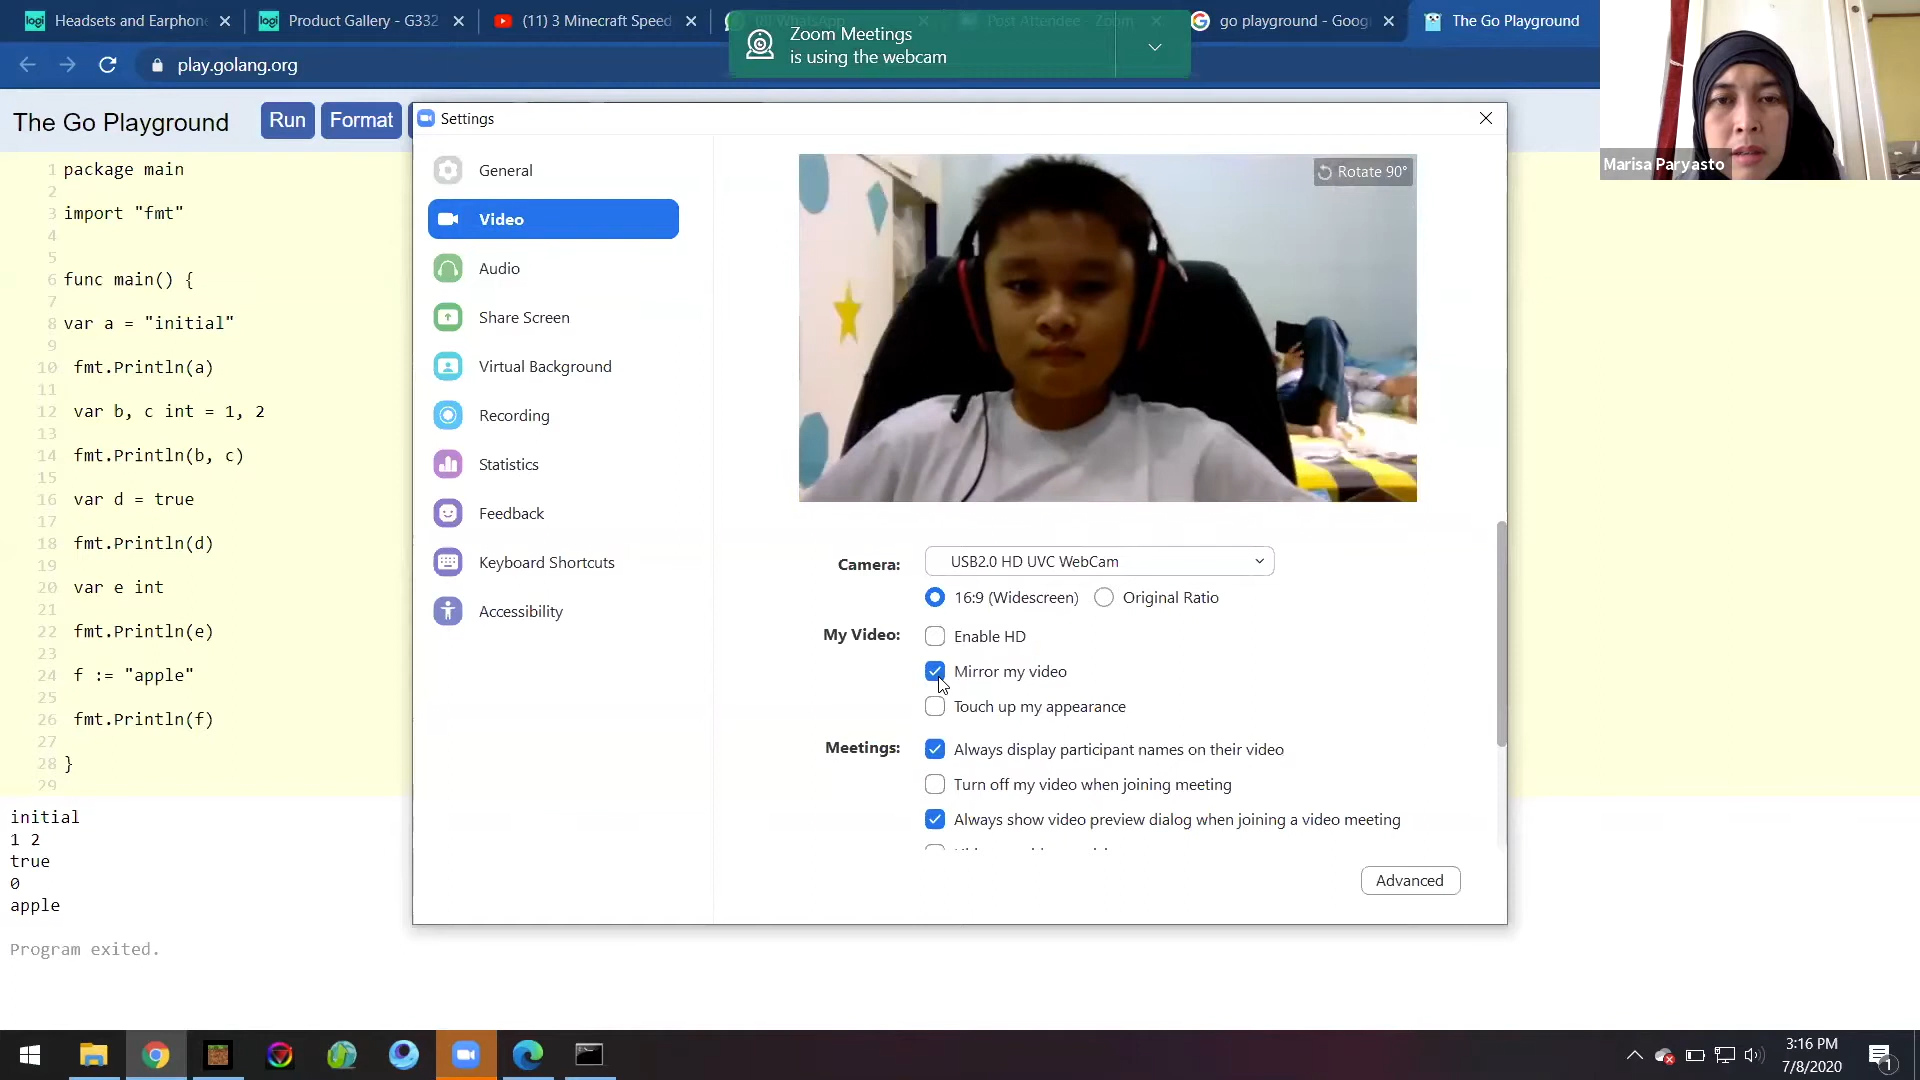 Headsets and Earphone
Product Gallery - G332
(11) 3 Minecraft Speed
WhatsApp
Post Attendee - Zoom
go playground - Goog
The Go Playground
Zoom Meetings
is using the webcam
play.golang.org
The Go Playground
Run
Format
Settings
Marisa Paryasto
1 package main
2
3 import "fmt"
4
5
6 func main() {
7
8 var a = "initial"
9
10 fmt.Println(a)
11
12 var b, c int = 1, 2
13
14 fmt.Println(b, c)
15
16 var d = true
17
18 fmt.Println(d)
19
20 var e int
21
22 fmt.Println(e)
23
24 f := "apple"
25
26 fmt.Println(f)
27
28 }
29
initial
1 2
true
0
apple
Program exited.
General
Video
Audio
Share Screen
Virtual Background
Recording
Statistics
Feedback
Keyboard Shortcuts
Accessibility
Rotate 90°
Camera:
USB2.0 HD UVC WebCam
16:9 (Widescreen)
Original Ratio
My Video:
Enable HD
Mirror my video
Touch up my appearance
Meetings:
Always display participant names on their video
Turn off my video when joining meeting
Always show video preview dialog when joining a video meeting
Advanced
3:16 PM
7/8/2020
1